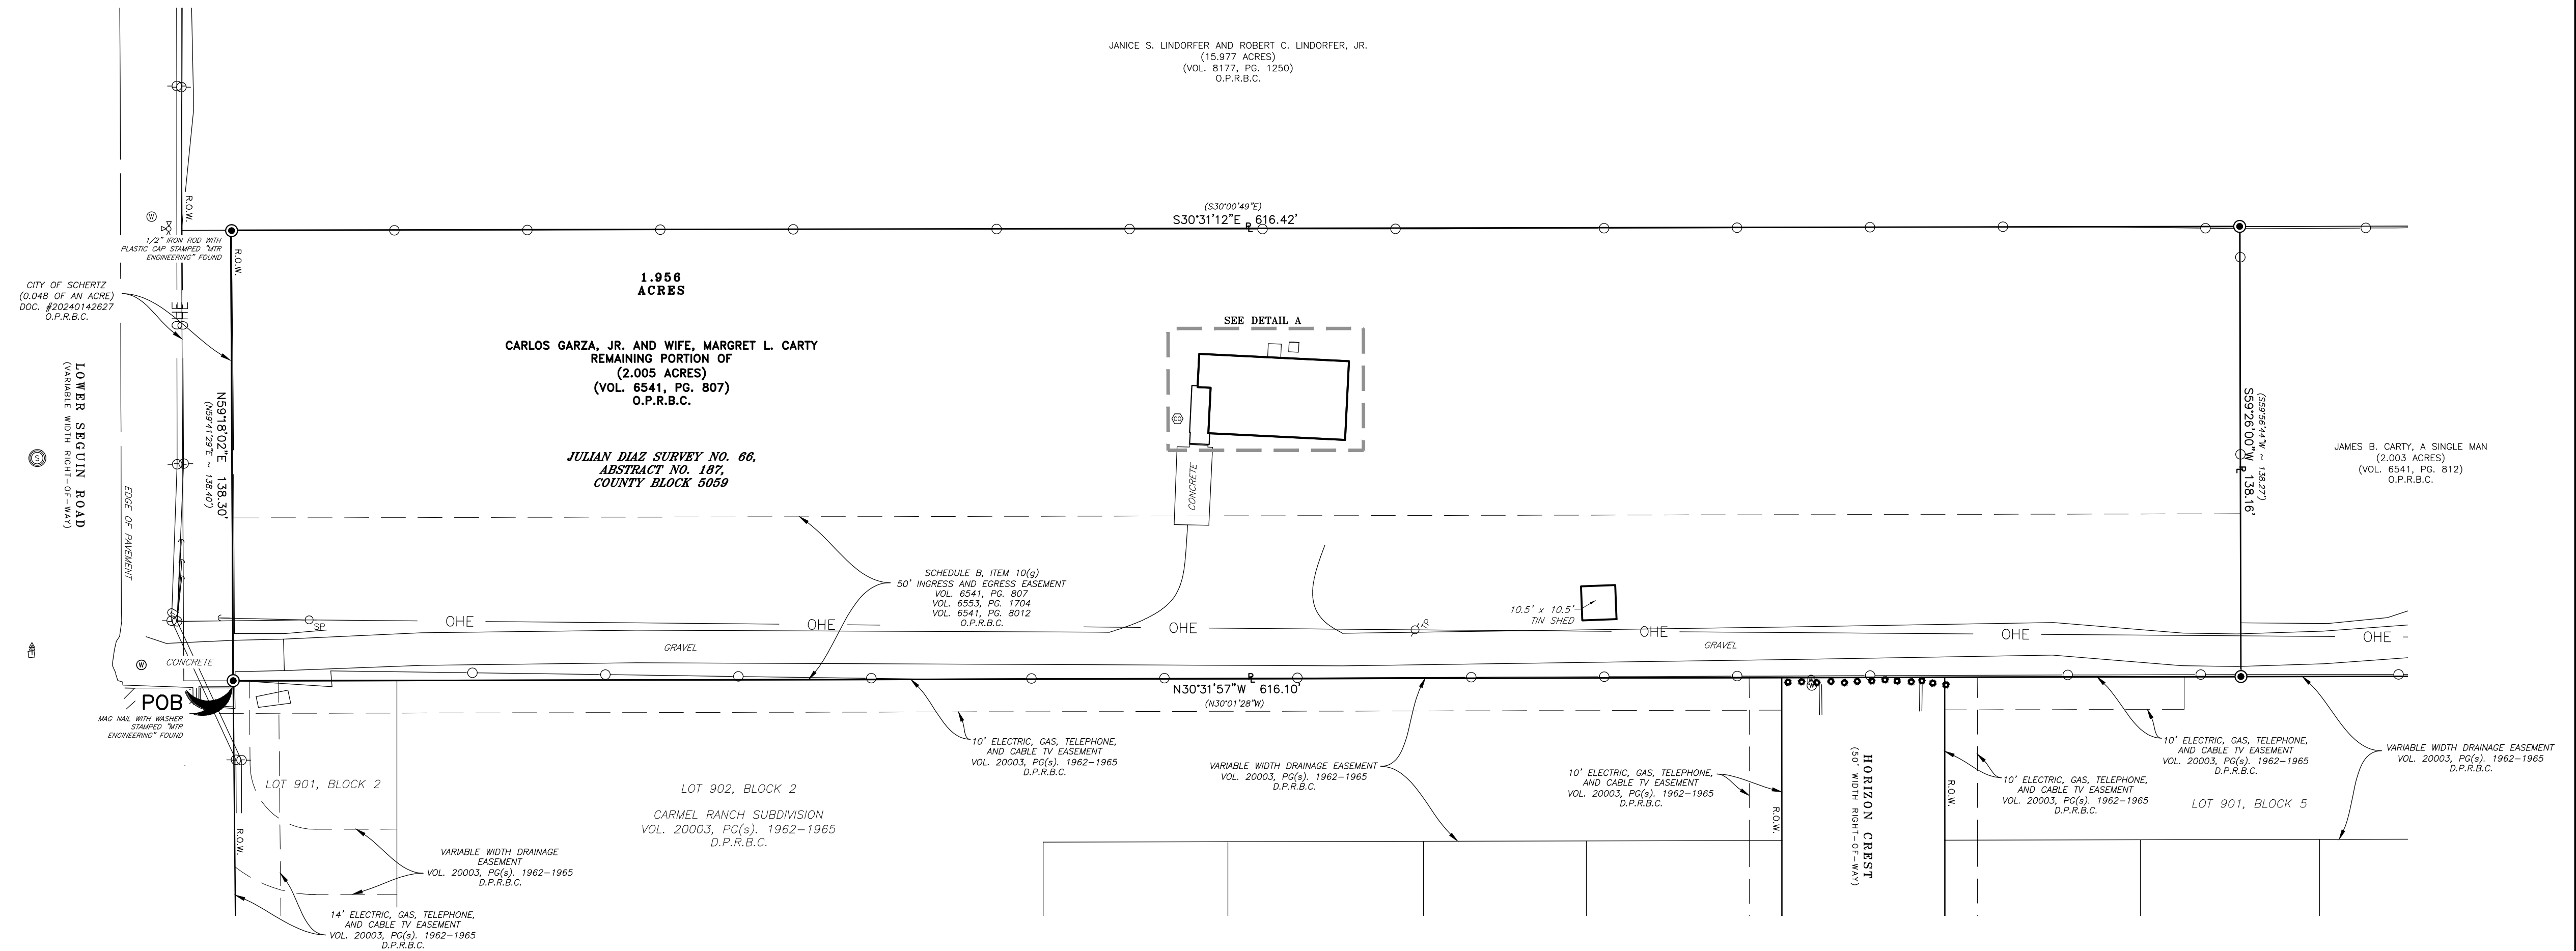 JANICE S. LINDORFER AND ROBERT C. LINDORFER, JR.
(15.977 ACRES)
(VOL. 8177, PG. 1250)
O.P.R.B.C.
R.O.W.
W
1/2" IRON ROD WITH
PLASTIC CAP STAMPED "MTR
ENGINEERING" FOUND
R.O.W.
(S30°00'49"E)
S30°31'12"E 616.42'
CITY OF SCHERTZ
(0.048 OF AN ACRE)
DOC. #20240142627
O.P.R.B.C.
1.956
ACRES
CARLOS GARZA, JR. AND WIFE, MARGRET L. CARTY
REMAINING PORTION OF
(2.005 ACRES)
(VOL. 6541, PG. 807)
O.P.R.B.C.
JULIAN DIAZ SURVEY NO. 66,
ABSTRACT NO. 187,
COUNTY BLOCK 5059
SEE DETAIL A
CO
CONCRETE
LOWER SEGUIN ROAD
(VARIABLE WIDTH RIGHT-OF-WAY)
S
EDGE OF PAVEMENT
N59°18'02"E 138.30'
(N59°41'29"E ~ 138.40')
S59°26'00"W 138.16'
(S59°56'44"W ~ 138.27')
JAMES B. CARTY, A SINGLE MAN
(2.003 ACRES)
(VOL. 6541, PG. 812)
O.P.R.B.C.
SCHEDULE B, ITEM 10(g)
50' INGRESS AND EGRESS EASEMENT
VOL. 6541, PG. 807
VOL. 6553, PG. 1704
VOL. 6541, PG. 8012
O.P.R.B.C.
10.5' x 10.5'
TIN SHED
SP
OHE
OHE
OHE
TP
OHE
OHE
OHE
GRAVEL
GRAVEL
W
CONCRETE
POB
MAG NAIL WITH WASHER
STAMPED "MTR
ENGINEERING" FOUND
N30°31'57"W 616.10'
(N30°01'28"W)
W
10' ELECTRIC, GAS, TELEPHONE,
AND CABLE TV EASEMENT
VOL. 20003, PG(s). 1962-1965
D.P.R.B.C.
VARIABLE WIDTH DRAINAGE EASEMENT
VOL. 20003, PG(s). 1962-1965
D.P.R.B.C.
10' ELECTRIC, GAS, TELEPHONE,
AND CABLE TV EASEMENT
VOL. 20003, PG(s). 1962-1965
D.P.R.B.C.
R.O.W.
HORIZON CREST
(50' WIDTH RIGHT-OF-WAY)
R.O.W.
10' ELECTRIC, GAS, TELEPHONE,
AND CABLE TV EASEMENT
VOL. 20003, PG(s). 1962-1965
D.P.R.B.C.
10' ELECTRIC, GAS, TELEPHONE,
AND CABLE TV EASEMENT
VOL. 20003, PG(s). 1962-1965
D.P.R.B.C.
VARIABLE WIDTH DRAINAGE EASEMENT
VOL. 20003, PG(s). 1962-1965
D.P.R.B.C.
LOT 901, BLOCK 5
LOT 901, BLOCK 2
LOT 902, BLOCK 2
CARMEL RANCH SUBDIVISION
VOL. 20003, PG(s). 1962-1965
D.P.R.B.C.
R.O.W.
VARIABLE WIDTH DRAINAGE
EASEMENT
VOL. 20003, PG(s). 1962-1965
D.P.R.B.C.
14' ELECTRIC, GAS, TELEPHONE,
AND CABLE TV EASEMENT
VOL. 20003, PG(s). 1962-1965
D.P.R.B.C.